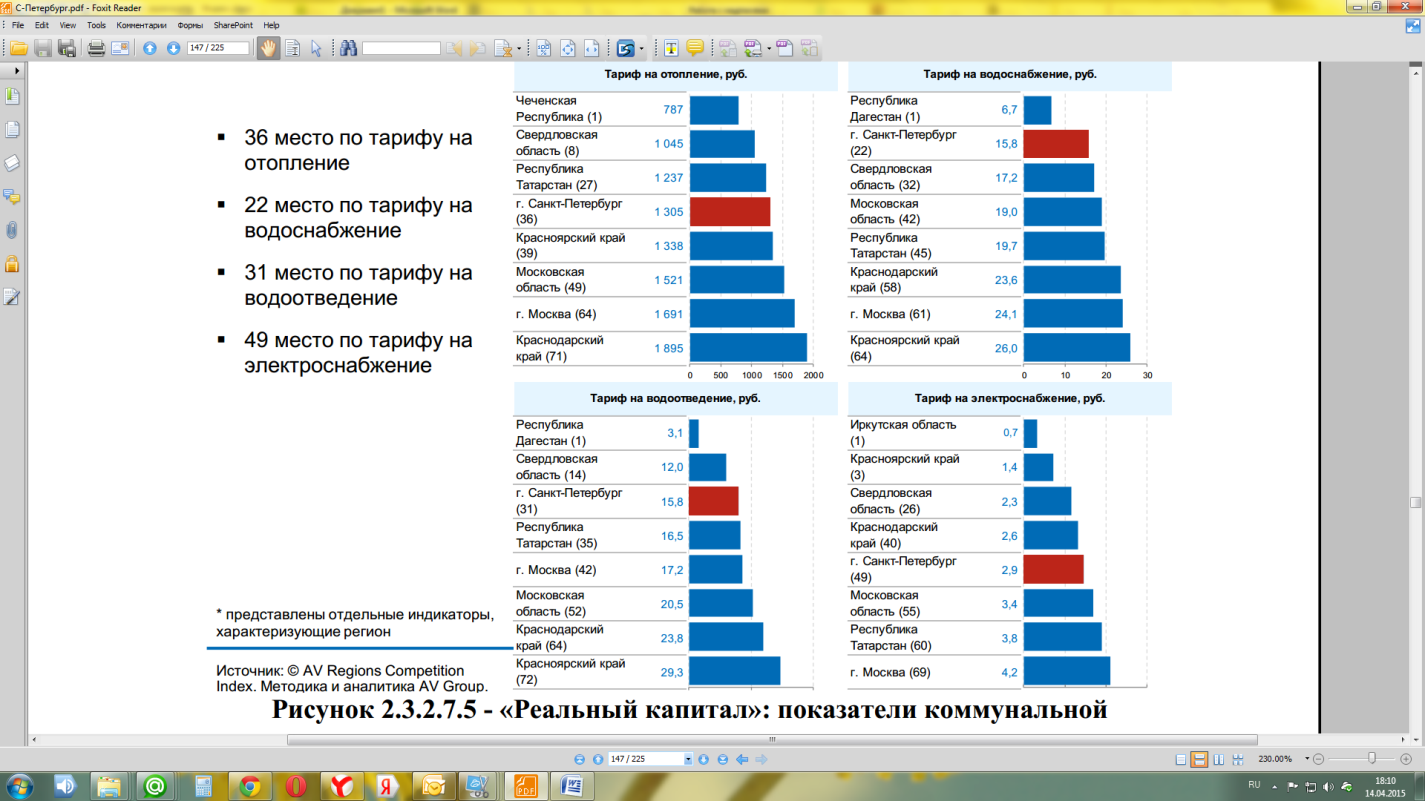 С-Петербург.pdf - Foxit Reader
File Edit View Tools Комментарии Формы SharePoint Help
147 / 225
36 место по тарифу на
отопление
22 место по тарифу на
водоснабжение
31 место по тарифу на
водоотведение
49 место по тарифу на
электроснабжение
Тариф на отопление, руб.
Чеченская
Республика (1) 787
Свердловская
область (8) 1 045
Республика
Татарстан (27) 1 237
г. Санкт-Петербург
(36) 1 305
Красноярский край
(39) 1 338
Московская
область (49) 1 521
г. Москва (64) 1 691
Краснодарский
край (71) 1 895
0 500 1000 1500 2000
Тариф на водоснабжение, руб.
Республика
Дагестан (1) 6,7
г. Санкт-Петербург
(22) 15,8
Свердловская
область (32) 17,2
Московская
область (42) 19,0
Республика
Татарстан (45) 19,7
Краснодарский
край (58) 23,6
г. Москва (61) 24,1
Красноярский край
(64) 26,0
0 10 20 30
Тариф на водоотведение, руб.
Республика
Дагестан (1) 3,1
Свердловская
область (14) 12,0
г. Санкт-Петербург
(31) 15,8
Республика
Татарстан (35) 16,5
г. Москва (42) 17,2
Московская
область (52) 20,5
Краснодарский
край (64) 23,8
Красноярский край
(72) 29,3
Тариф на электроснабжение, руб.
Иркутская область
(1) 0,7
Красноярский край
(3) 1,4
Свердловская
область (26) 2,3
Краснодарский
край (40) 2,6
г. Санкт-Петербург
(49) 2,9
Московская
область (55) 3,4
Республика
Татарстан (60) 3,8
г. Москва (69) 4,2
* представлены отдельные индикаторы,
характеризующие регион
Источник: © AV Regions Competition
Index. Методика и аналитика AV Group.
Рисунок 2.3.2.7.5 - «Реальный капитал»: показатели коммунальной
147 / 225
230.00%
RU
18:10
14.04.2015